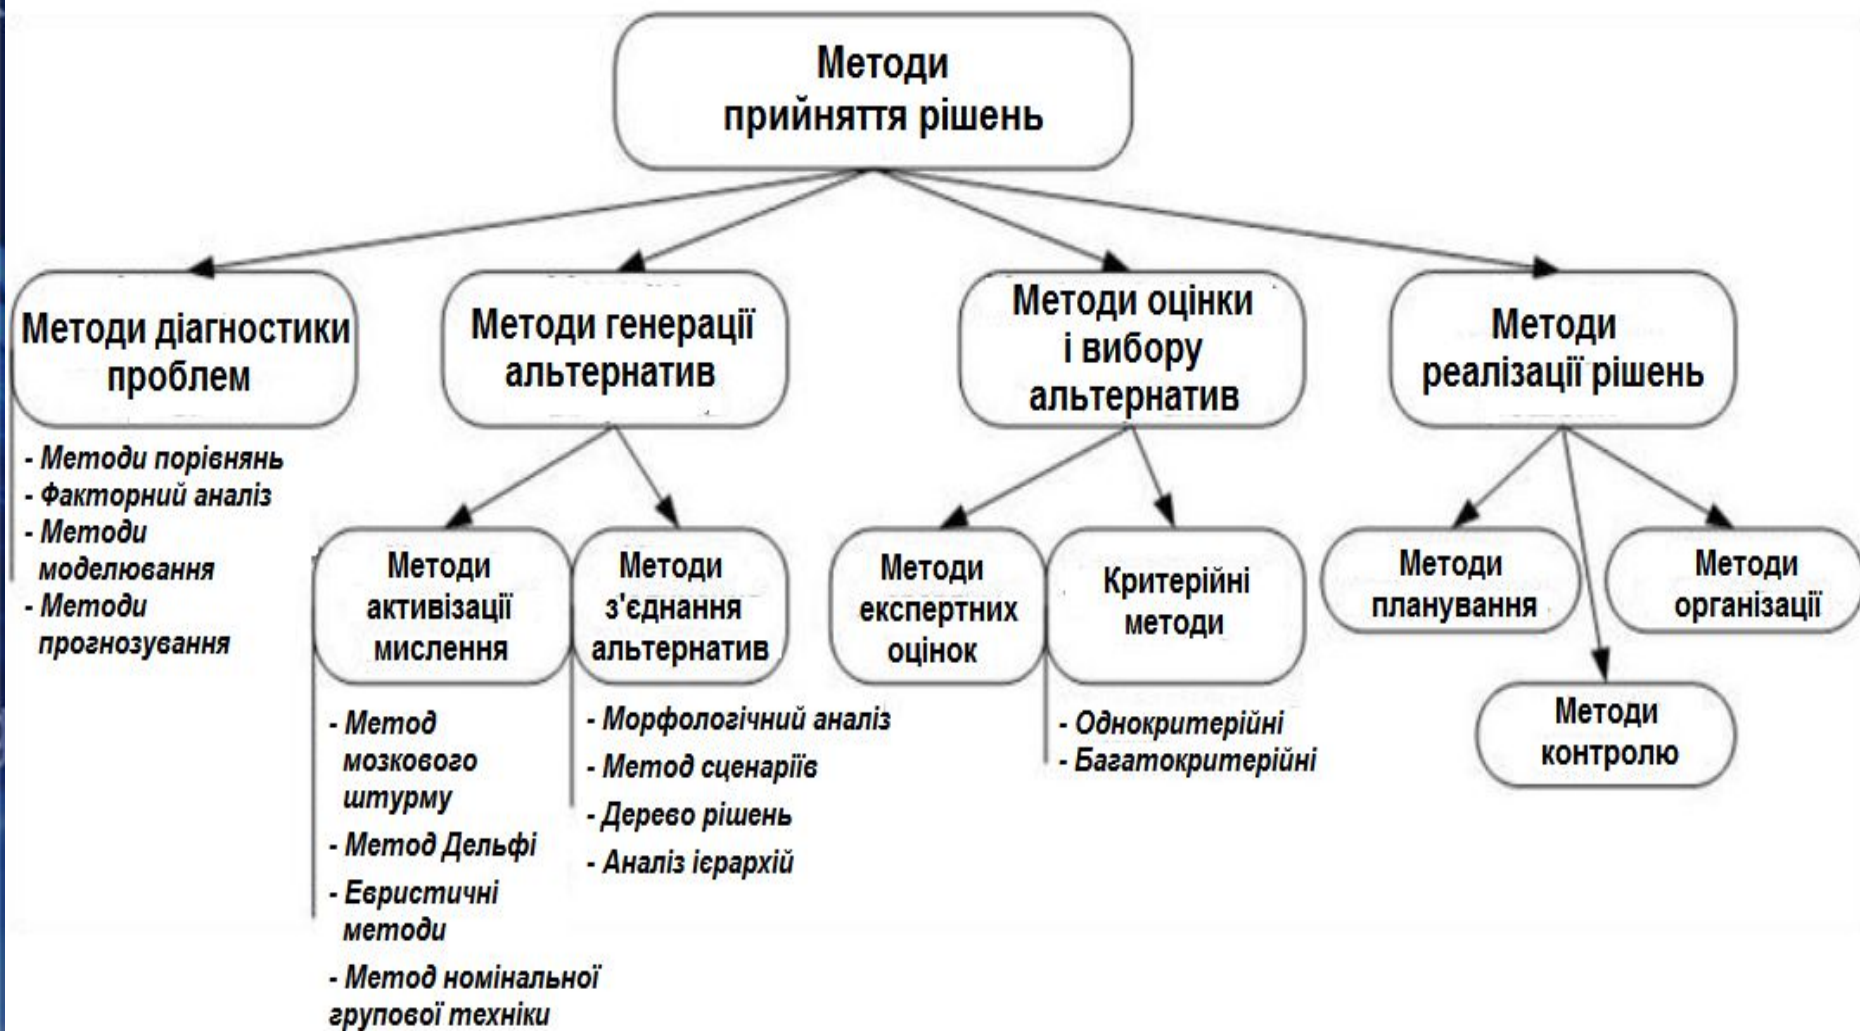 Методи
прийняття рішень
Методи діагностики
проблем
- Методи порівнянь
- Факторний аналіз
- Методи
моделювання
- Методи
прогнозування
Методи генерації
альтернатив
Методи
активізації
мислення
- Метод
мозкового
штурму
- Метод Дельфі
- Евристичні
методи
- Метод номінальної
групової техніки
Методи
з'єднання
альтернатив
- Морфологічний аналіз
- Метод сценаріїв
- Дерево рішень
- Аналіз ієрархій
Методи оцінки
і вибору
альтернатив
Методи
експертних
оцінок
Критерійні
методи
- Однокритерійні
- Багатокритерійні
Методи
реалізації рішень
Методи
планування
Методи
організації
Методи
контролю